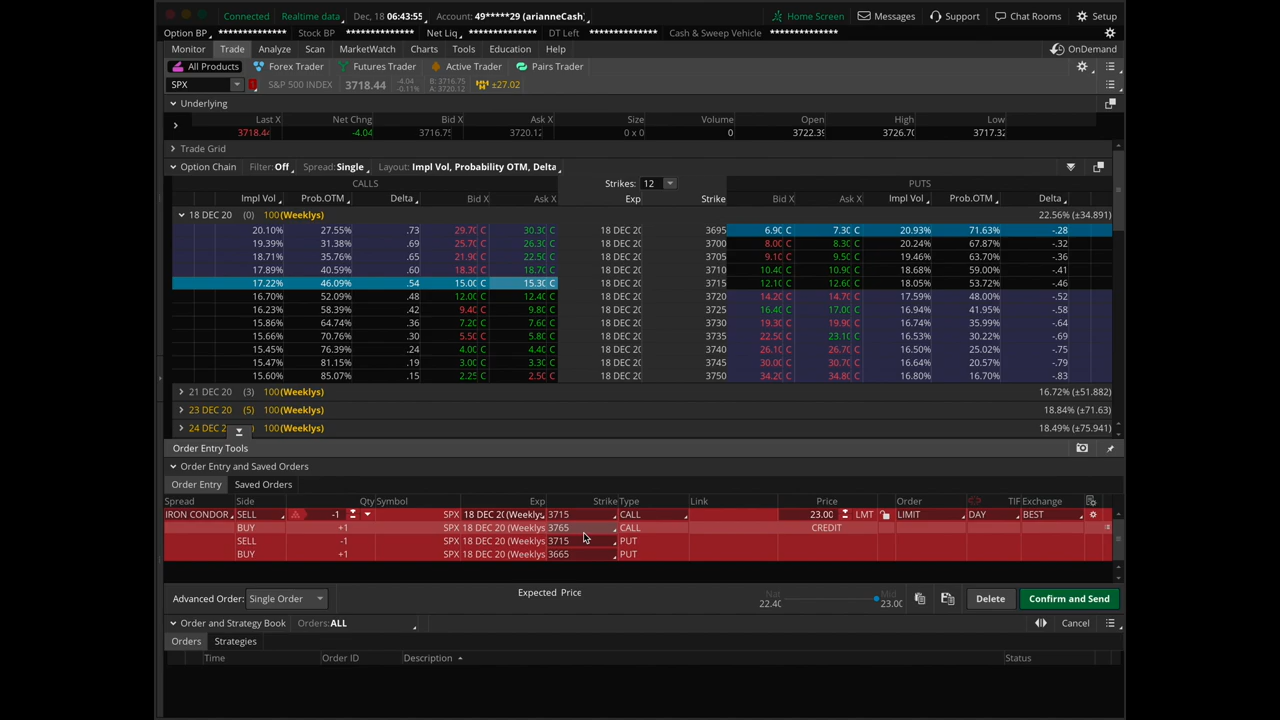 Connected Realtime data Dec, 18 06:43:55 Account: 49*****29 (arianneCash) Home Screen Messages Support Chat Rooms Setup
Option BP ************** Stock BP ************** Net Liq ************** DT Left ************** Cash & Sweep Vehicle **************
Monitor Trade Analyze Scan MarketWatch Charts Tools Education Help OnDemand
All Products Forex Trader Futures Trader Active Trader Pairs Trader
SPX S&P 500 INDEX 3718.44 -4.04 -0.11% B: 3716.75 A: 3720.12 ±27.02
Underlying
Last X Net Chng Bid X Ask X Size Volume Open High Low
3718.44 -4.04 3716.75 3720.12 0 x 0 0 3722.39 3726.70 3717.32
Trade Grid
Option Chain Filter: Off Spread: Single Layout: Impl Vol, Probability OTM, Delta
CALLS Strikes: 12 PUTS
Impl Vol Prob.OTM Delta Bid X Ask X Exp Strike Bid X Ask X Impl Vol Prob.OTM Delta
18 DEC 20 (0) 100 (Weeklys) 22.56% (±34.891)
20.10% 27.55% .73 29.70 C 30.30 C 18 DEC 20 3695 6.90 C 7.30 C 20.93% 71.63% -.28
19.39% 31.38% .69 25.70 C 26.30 C 18 DEC 20 3700 8.00 C 8.30 C 20.24% 67.87% -.32
18.71% 35.76% .65 21.90 C 22.50 C 18 DEC 20 3705 9.10 C 9.50 C 19.46% 63.70% -.36
17.89% 40.59% .60 18.30 C 18.70 C 18 DEC 20 3710 10.40 C 10.90 C 18.68% 59.00% -.41
17.22% 46.09% .54 15.00 C 15.30 C 18 DEC 20 3715 12.10 C 12.60 C 18.05% 53.72% -.46
16.70% 52.09% .48 12.00 C 12.40 C 18 DEC 20 3720 14.20 C 14.70 C 17.59% 48.00% -.52
16.23% 58.39% .42 9.40 C 9.80 C 18 DEC 20 3725 16.40 C 17.00 C 16.94% 41.95% -.58
15.86% 64.74% .36 7.20 C 7.60 C 18 DEC 20 3730 19.30 C 19.90 C 16.74% 35.99% -.64
15.66% 70.76% .30 5.50 C 5.80 C 18 DEC 20 3735 22.50 C 23.10 C 16.53% 30.22% -.69
15.45% 76.39% .24 4.00 C 4.40 C 18 DEC 20 3740 26.10 C 26.70 C 16.50% 25.02% -.75
15.47% 81.15% .19 3.00 C 3.30 C 18 DEC 20 3745 30.00 C 30.70 C 16.64% 20.57% -.79
15.60% 85.07% .15 2.25 C 2.50 C 18 DEC 20 3750 34.20 C 34.80 C 16.80% 16.70% -.83
21 DEC 20 (3) 100 (Weeklys) 16.72% (±51.882)
23 DEC 20 (5) 100 (Weeklys) 18.84% (±71.63)
24 DEC 2 100 (Weeklys) 18.49% (±75.941)
Order Entry Tools
Order Entry and Saved Orders
Order Entry Saved Orders
Spread Side Qty Symbol Exp Strike Type Link Price Order TIF Exchange
IRON CONDOR SELL -1 SPX 18 DEC 20 (Weekly 3715 CALL 23.00 LMT LIMIT DAY BEST
BUY +1 SPX 18 DEC 20 (Weeklys 3765 CALL CREDIT
SELL -1 SPX 18 DEC 20 (Weeklys 3715 PUT
BUY +1 SPX 18 DEC 20 (Weeklys 3665 PUT
Advanced Order: Single Order Expected Price Nat 22.40 Mid 23.00 Delete Confirm and Send
Order and Strategy Book Orders: ALL Cancel
Orders Strategies
Time Order ID Description Status